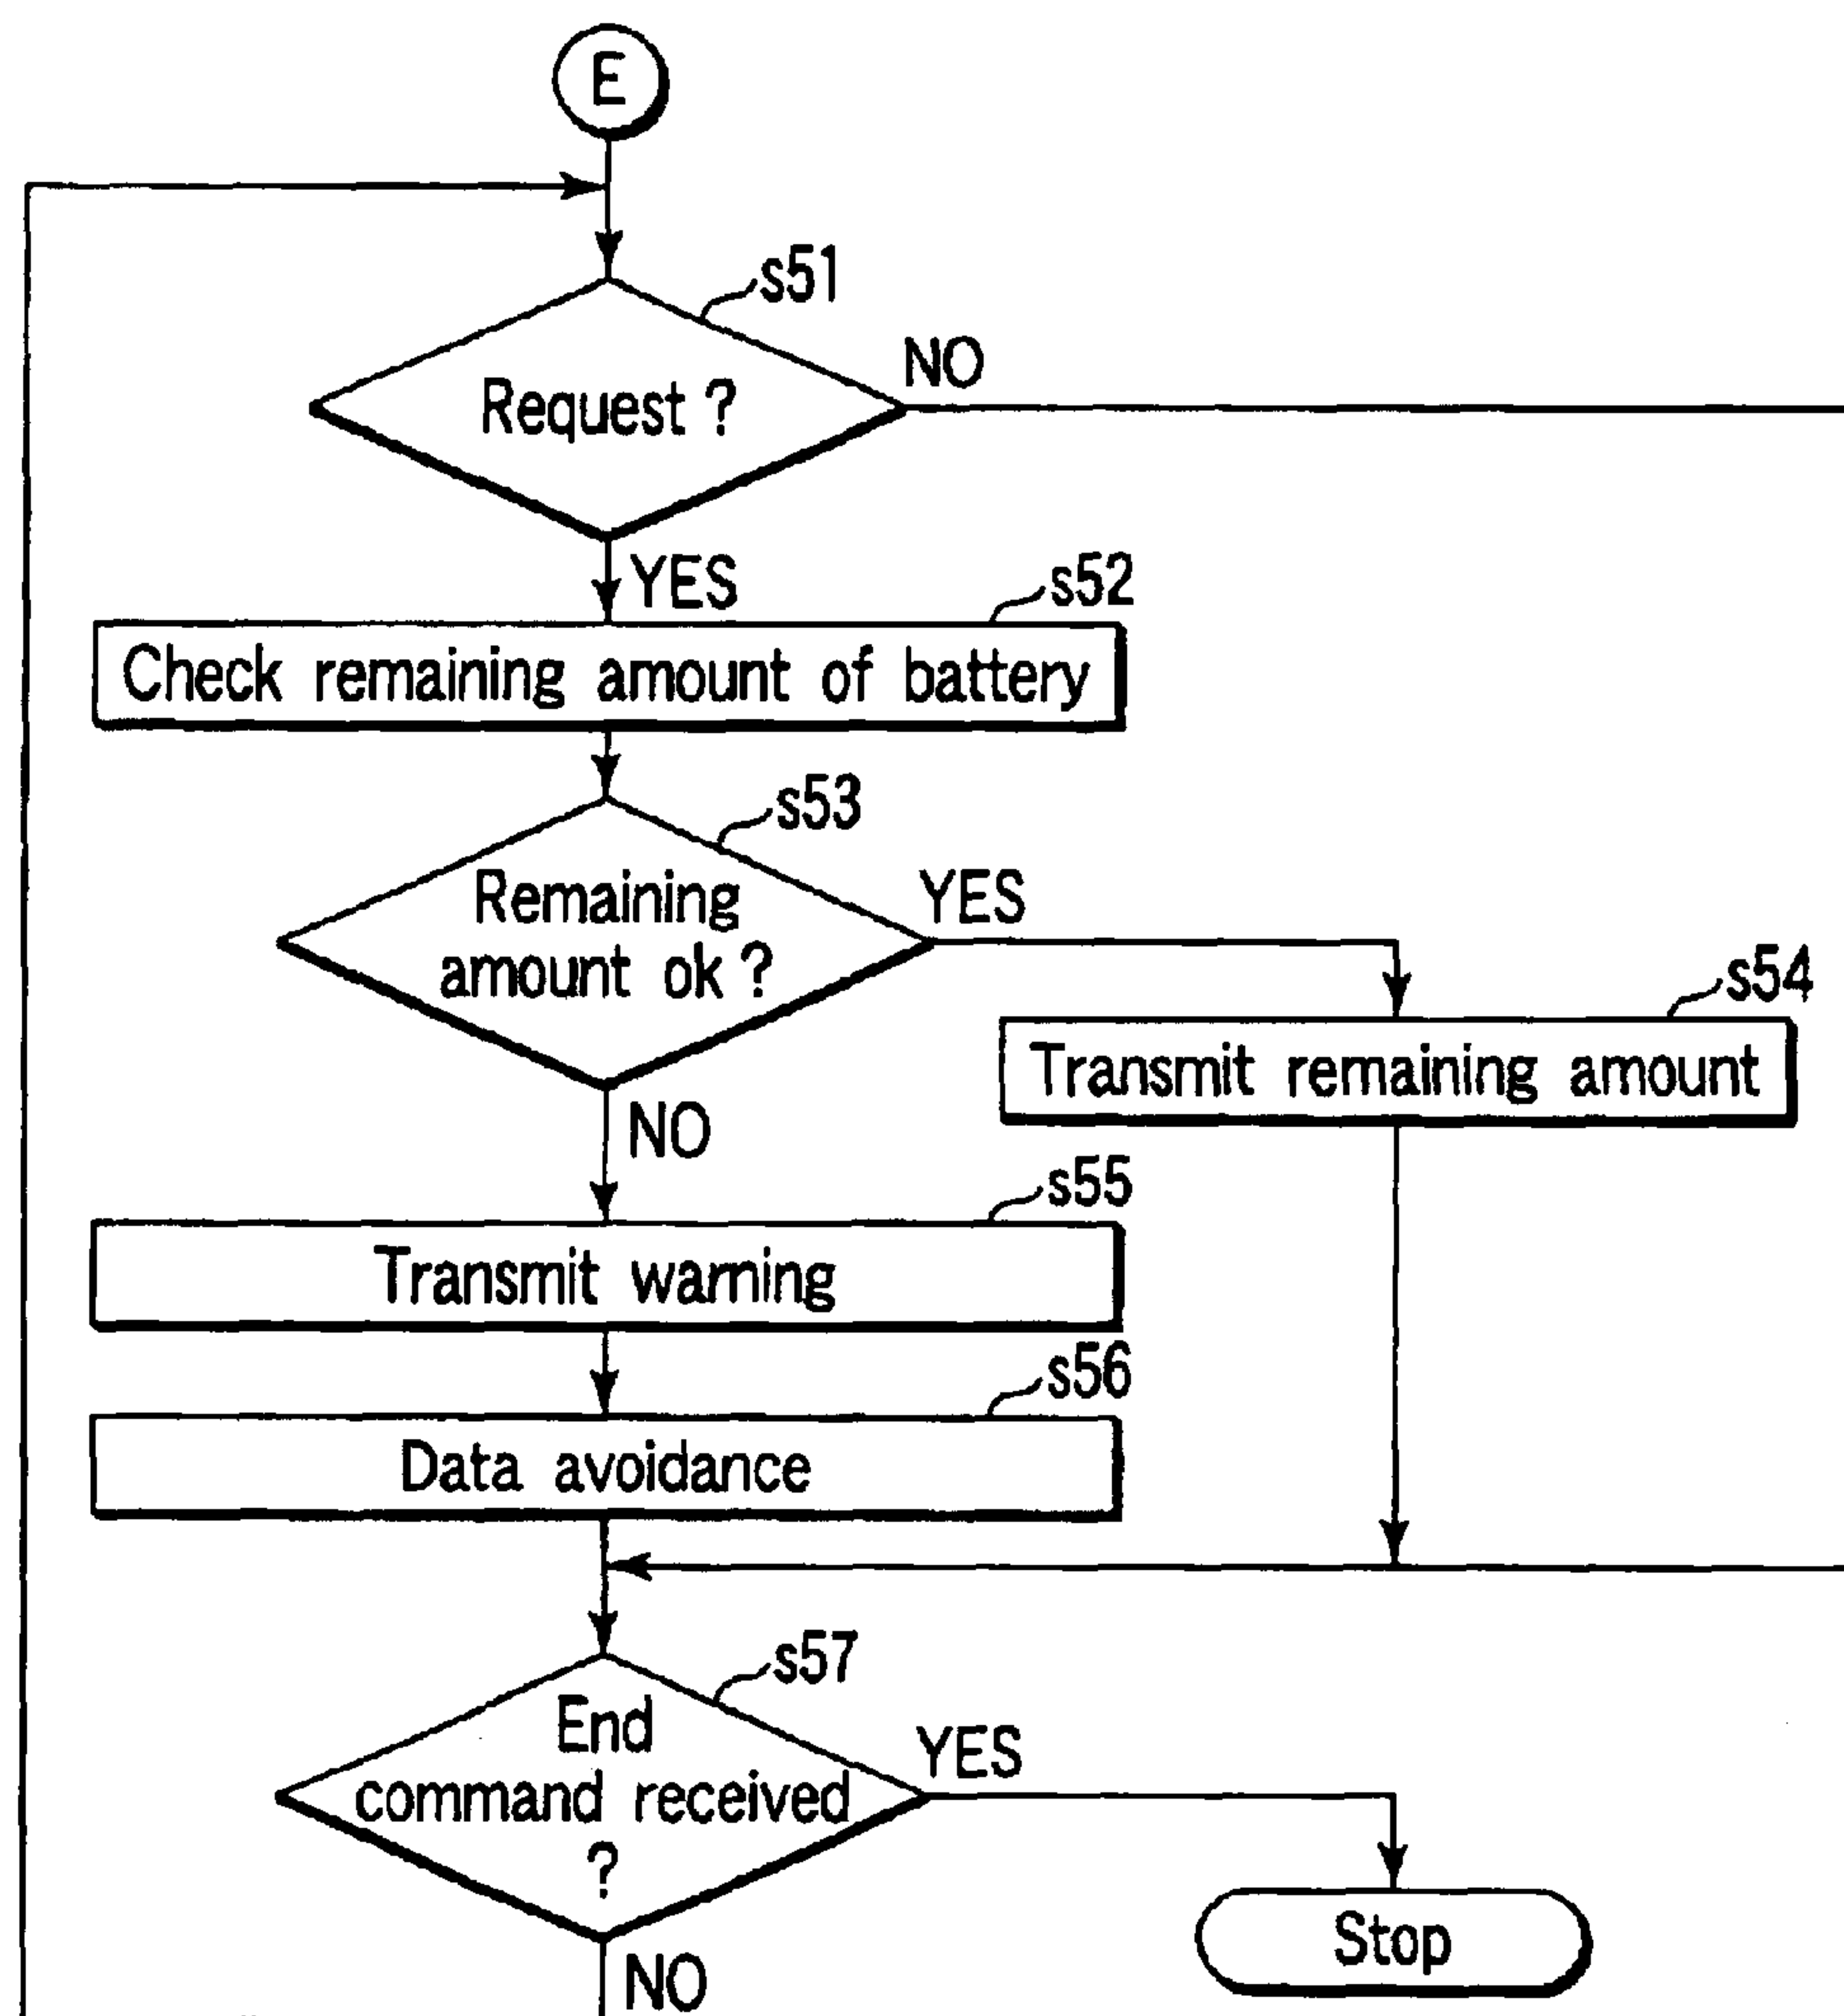 E
s51
Request ?
NO
YES
s52
Check remaining amount of battery
s53
Remaining
amount ok ?
YES
s54
Transmit remaining amount
NO
s55
Transmit warning
s56
Data avoidance
s57
End
command received
?
YES
Stop
NO